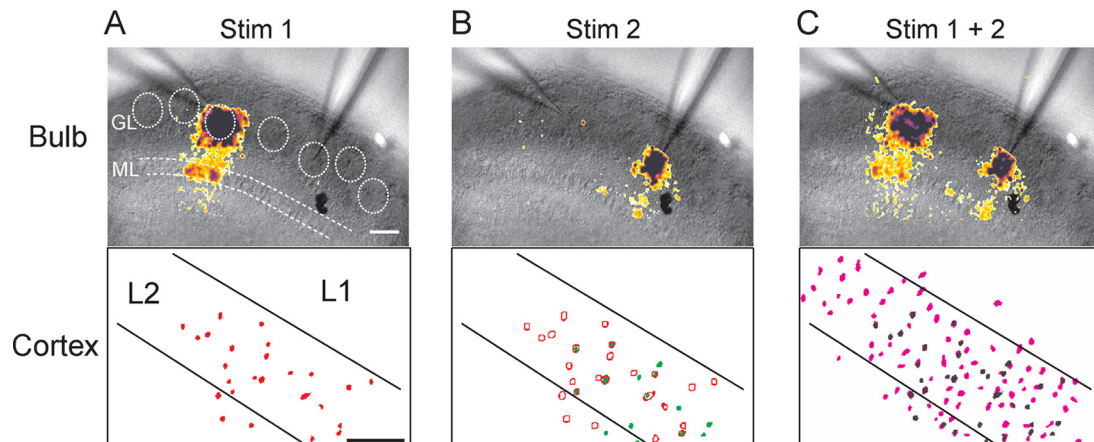 A Stim 1
B Stim 2
C Stim 1 + 2
Bulb
GL
ML
L2 L1
Cortex